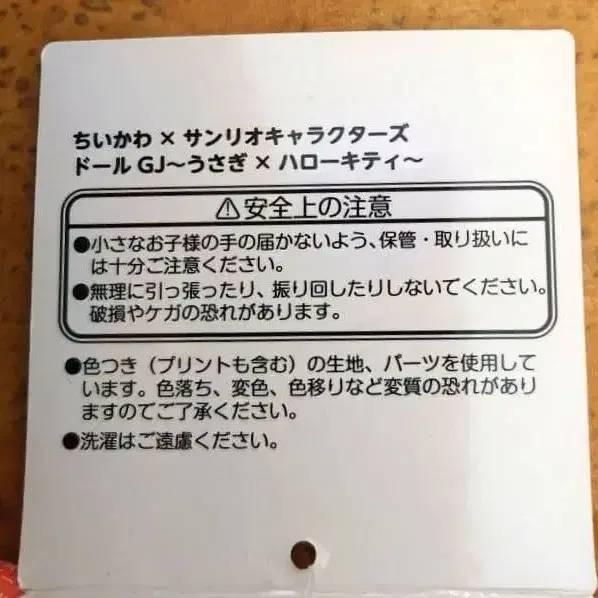 ちいかわ × サンリオキャラクターズ
ドール GJ～うさぎ × ハローキティ～
⚠安全上の注意
●小さなお子様の手の届かないよう、保管・取り扱いに
は十分ご注意ください。
●無理に引っ張ったり、振り回したりしないでください。
破損やケガの恐れがあります。
●色つき（プリントも含む）の生地、パーツを使用して
います。色落ち、変色、色移りなど変質の恐れがあり
ますのでご了承ください。
●洗濯はご遠慮ください。